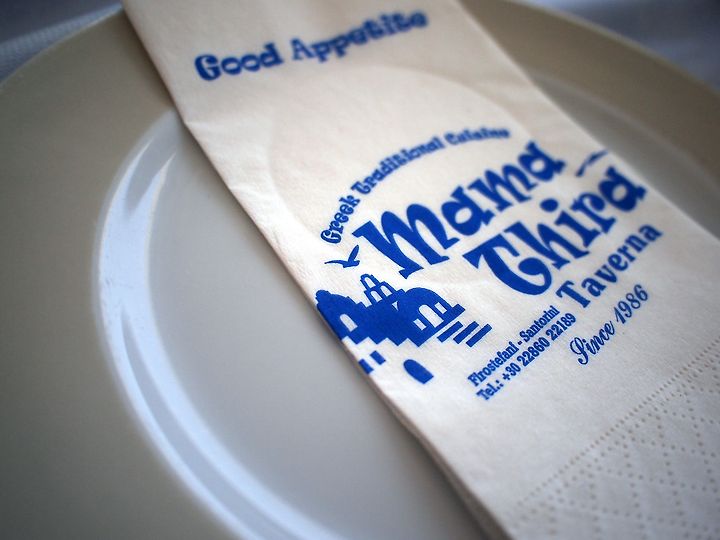 Good Appetite
Greek Traditional Cuisine
Mama
Thira
Taverna
Firostefani - Santorini
Tel.: +30 22860 22189
Since 1986